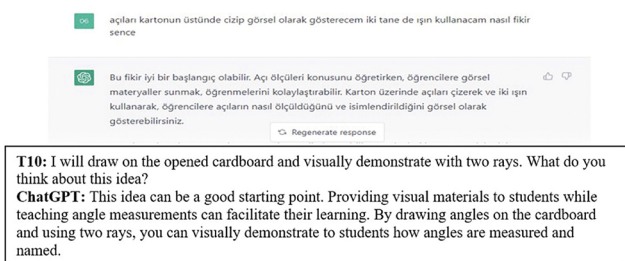 açıları kartonun üstünde cizip görsel olarak gösterecem iki tane de ışın kullanacam nasıl fikir
sence
Bu fikir iyi bir başlangıç olabilir. Açı ölçüleri konusunu öğretirken, öğrencilere görsel
materyaller sunmak, öğrenmelerini kolaylaştırabilir. Karton üzerinde açıları çizerek ve iki ışın
kullanarak, öğrencilere açıların nasıl ölçüldüğünü ve isimlendirildiğini görsel olarak
gösterebilirsiniz.
Regenerate response
T10: I will draw on the opened cardboard and visually demonstrate with two rays. What do you
think about this idea?
ChatGPT: This idea can be a good starting point. Providing visual materials to students while
teaching angle measurements can facilitate their learning. By drawing angles on the cardboard
and using two rays, you can visually demonstrate to students how angles are measured and
named.